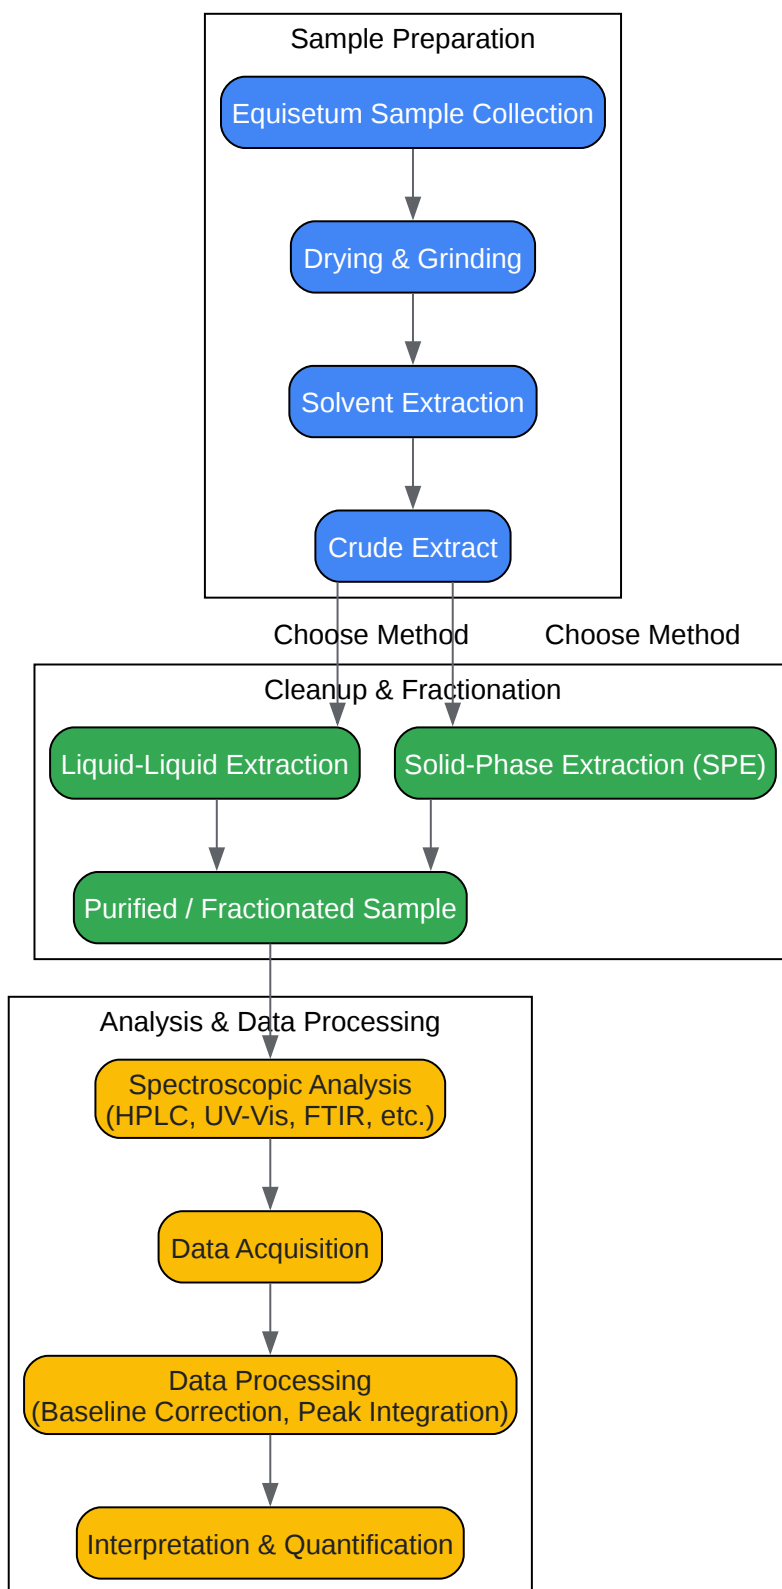 Sample Preparation
Equisetum Sample Collection
Drying & Grinding
Solvent Extraction
Crude Extract
Choose Method
Choose Method
Cleanup & Fractionation
Liquid-Liquid Extraction
Solid-Phase Extraction (SPE)
Purified / Fractionated Sample
Analysis & Data Processing
Spectroscopic Analysis
(HPLC, UV-Vis, FTIR, etc.)
Data Acquisition
Data Processing
(Baseline Correction, Peak Integration)
Interpretation & Quantification